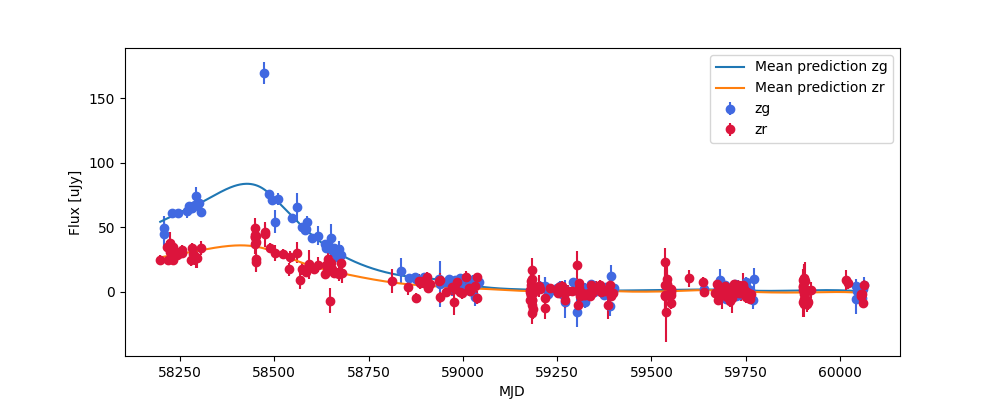 Mean prediction zg
Mean prediction zr
zg
zr
Flux [uJy]
150
100
50
0
58250 58500 58750 59000 59250 59500 59750 60000
MJD